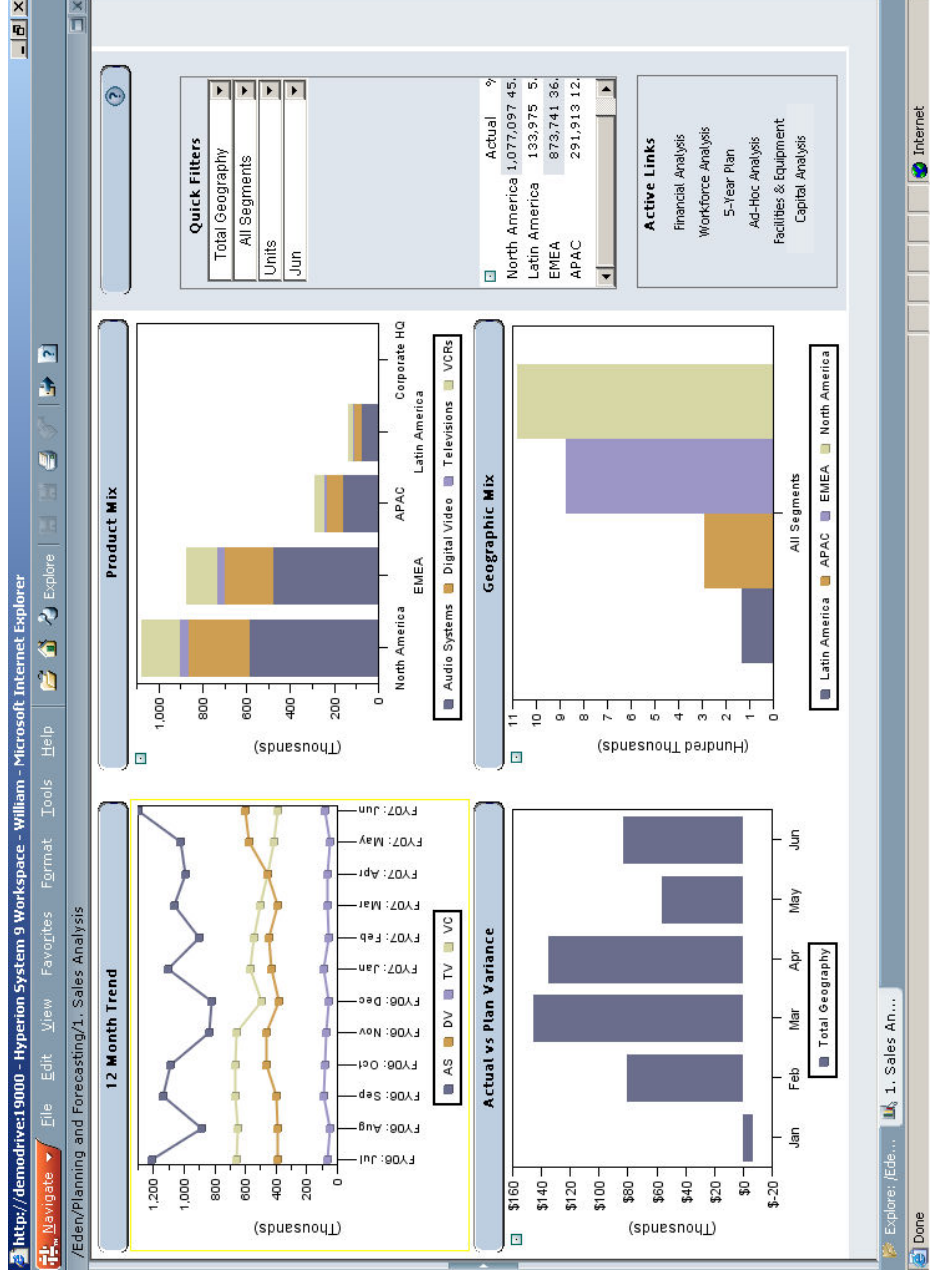 http://demodrive:19000 - Hyperion System 9 Workspace - William - Microsoft Internet Explorer
Navigate File Edit View Favorites Format Tools Help Explore
/Eden/Planning and Forecasting/1. Sales Analysis
12 Month Trend
1,200
1,000
800
600
400
200
0
(Thousands)
FY06: Jul
FY06: Aug
FY06: Sep
FY06: Oct
FY06: Nov
FY06: Dec
FY07: Jan
FY07: Feb
FY07: Mar
FY07: Apr
FY07: May
FY07: Jun
AS DV TV VC
Product Mix
1,000
800
600
400
200
0
(Thousands)
North America EMEA APAC Latin America Corporate HQ
Audio Systems Digital Video Televisions VCRs
Quick Filters
Total Geography
All Segments
Units
Jun
Actual %
North America 1,077,097 45.
Latin America 133,975 5.
EMEA 873,741 36.
APAC 291,913 12.
Actual vs Plan Variance
$160
$140
$120
$100
$80
$60
$40
$20
$0
$-20
(Thousands)
Jan Feb Mar Apr May Jun
Total Geography
Geographic Mix
11
10
9
8
7
6
5
4
3
2
1
0
(Hundred Thousands)
All Segments
Latin America APAC EMEA North America
Active Links
Financial Analysis
Workforce Analysis
5-Year Plan
Ad-Hoc Analysis
Facilities & Equipment
Capital Analysis
Explore: /Ede... 1. Sales An...
Done Internet